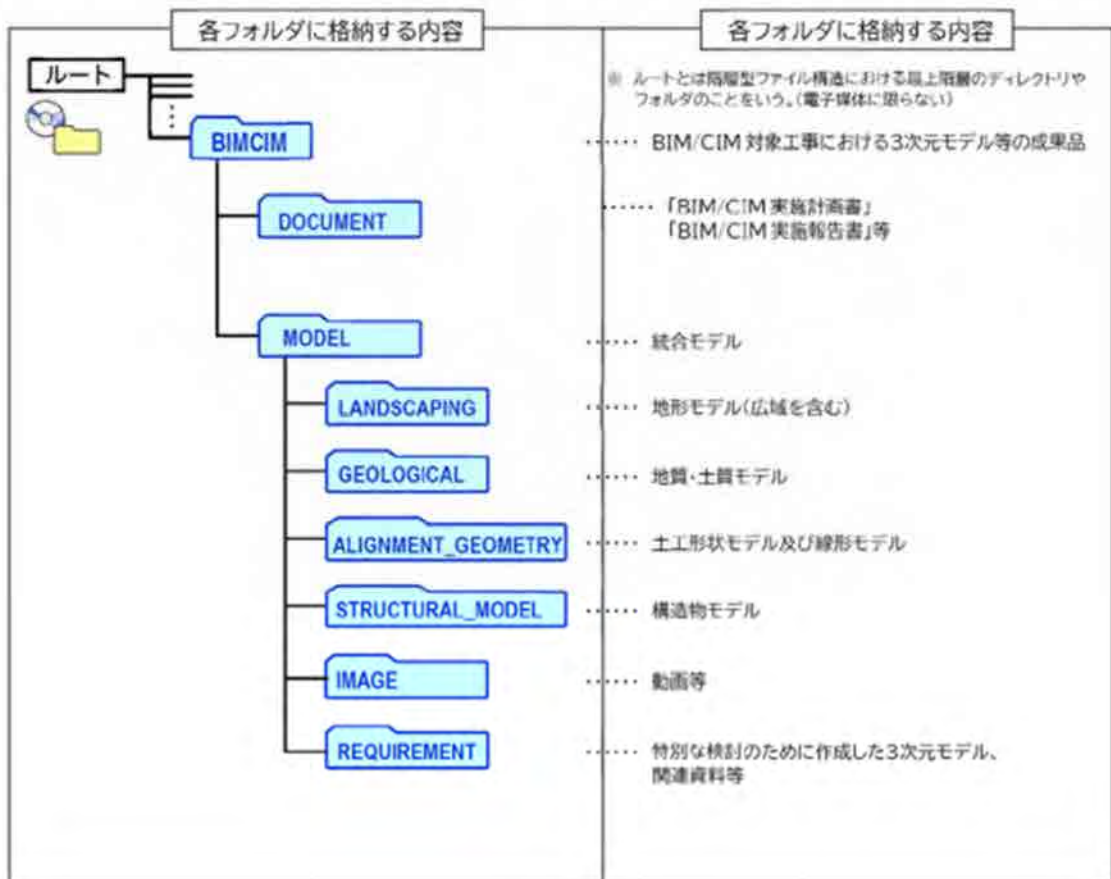 各フォルダに格納する内容
各フォルダに格納する内容
ルート
※ ルートとは階層型ファイル構造における最上階層のディレクトリや
フォルダのことをいう。(電子媒体に限らない)
BIMCIM
BIM/CIM 対象工事における3次元モデル等の成果品
DOCUMENT
「BIM/CIM 実施計画書」
「BIM/CIM 実施報告書」等
MODEL
統合モデル
LANDSCAPING
地形モデル(広域を含む)
GEOLOGICAL
地質・土質モデル
ALIGNMENT_GEOMETRY
土工形状モデル及び線形モデル
STRUCTURAL_MODEL
構造物モデル
IMAGE
動画等
REQUIREMENT
特別な検討のために作成した3次元モデル、
関連資料等